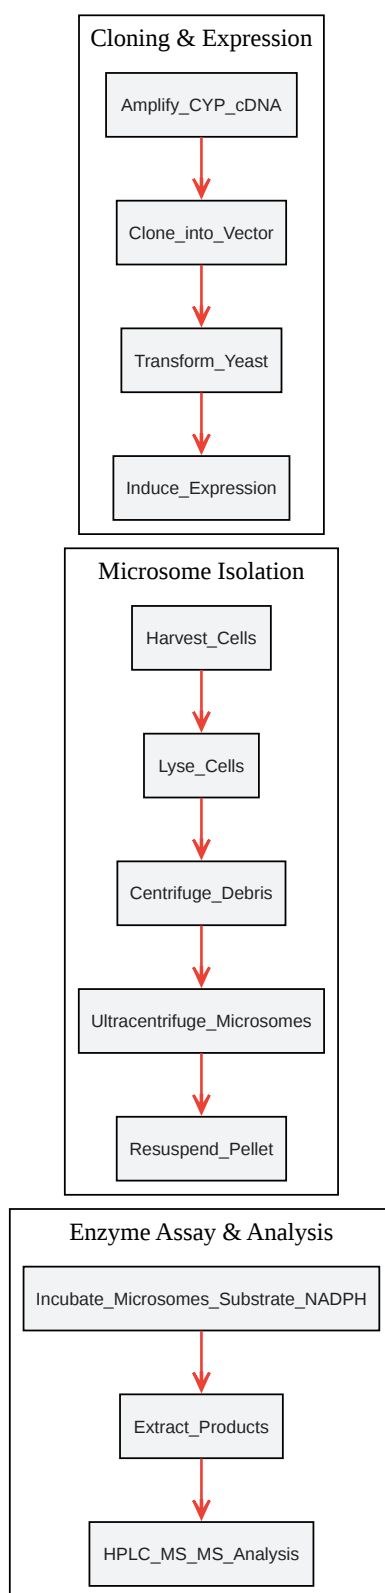 Cloning & Expression
Amplify_CYP_cDNA
Clone_into_Vector
Transform_Yeast
Induce_Expression
Microsome Isolation
Harvest_Cells
Lyse_Cells
Centrifuge_Debris
Ultracentrifuge_Microsomes
Resuspend_Pellet
Enzyme Assay & Analysis
Incubate_Microsomes_Substrate_NADPH
Extract_Products
HPLC_MS_MS_Analysis